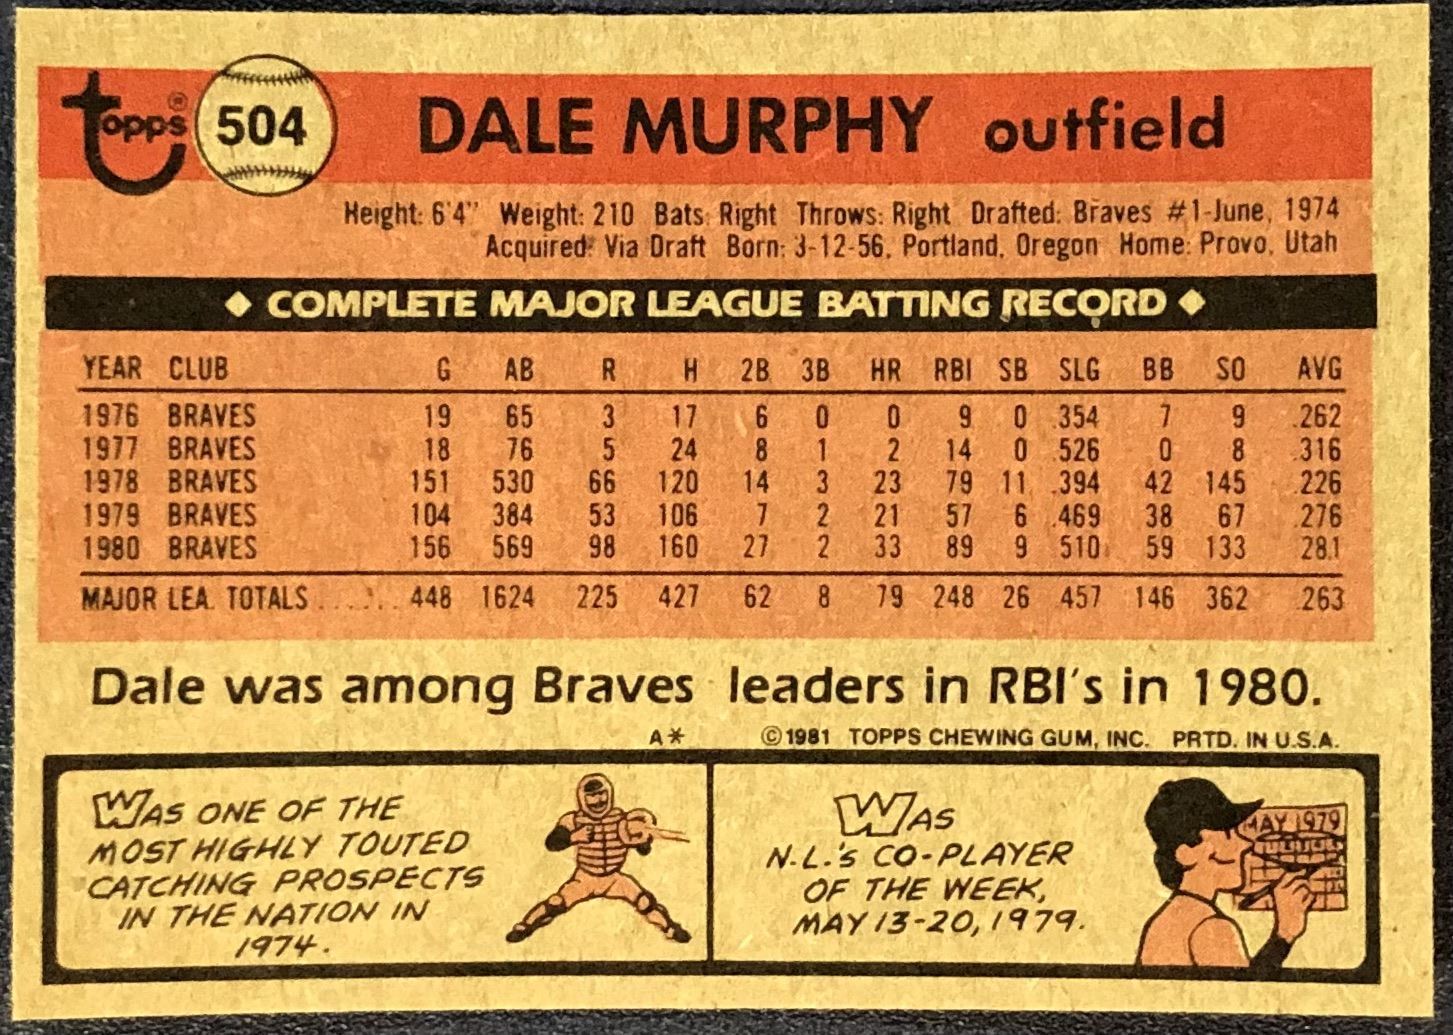 topps® 504 DALE MURPHY outfield
Height: 6'4" Weight: 210 Bats: Right Throws: Right Drafted: Braves #1-June, 1974
Acquired: Via Draft Born: 3-12-56, Portland, Oregon Home: Provo, Utah
◆ COMPLETE MAJOR LEAGUE BATTING RECORD ◆
YEAR CLUB G AB R H 2B 3B HR RBI SB SLG BB SO AVG
1976 BRAVES 19 65 3 17 6 0 0 9 0 .354 7 9 .262
1977 BRAVES 18 76 5 24 8 1 2 14 0 .526 0 8 .316
1978 BRAVES 151 530 66 120 14 3 23 79 11 .394 42 145 .226
1979 BRAVES 104 384 53 106 7 2 21 57 6 .469 38 67 .276
1980 BRAVES 156 569 98 160 27 2 33 89 9 .510 59 133 .281
MAJOR LEA. TOTALS ....... 448 1624 225 427 62 8 79 248 26 .457 146 362 .263
Dale was among Braves leaders in RBI's in 1980.
A* ©1981 TOPPS CHEWING GUM, INC. PRTD. IN U.S.A.
WAS ONE OF THE
MOST HIGHLY TOUTED
CATCHING PROSPECTS
IN THE NATION IN
1974.
WAS
N.L.'S CO-PLAYER
OF THE WEEK,
MAY 13-20, 1979.
MAY 1979